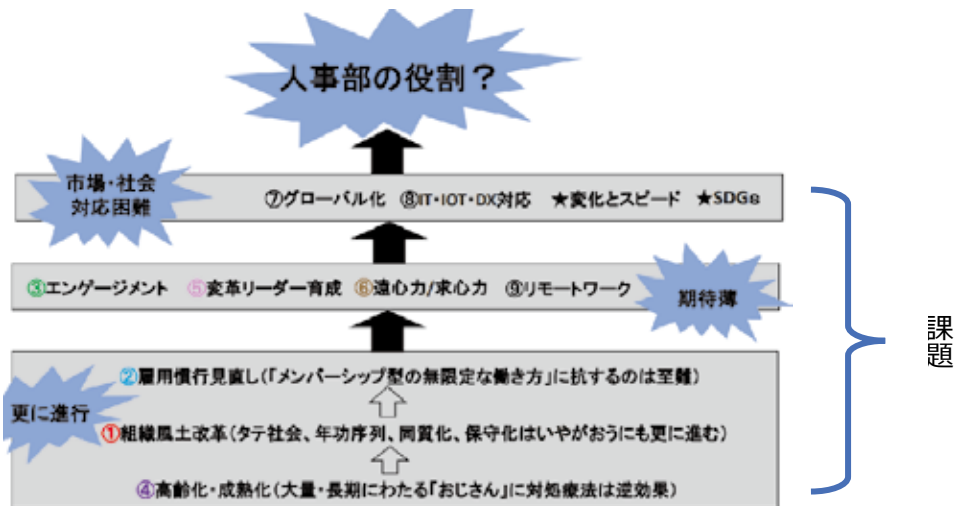 人事部の役割？
市場・社会
対応困難
⑦グローバル化 ⑧IT・IOT・DX対応 ★変化とスピード ★SDGs
③エンゲージメント ⑤変革リーダー育成 ⑥遠心力/求心力 ⑨リモートワーク
期待薄
課題
②雇用慣行見直し(「メンバーシップ型の無限定な働き方」に抗するのは至難)
更に進行
①組織風土改革(タテ社会、年功序列、同質化、保守化はいやがおうにも更に進む)
④高齢化・成熟化(大量・長期にわたる「おじさん」に対処療法は逆効果)